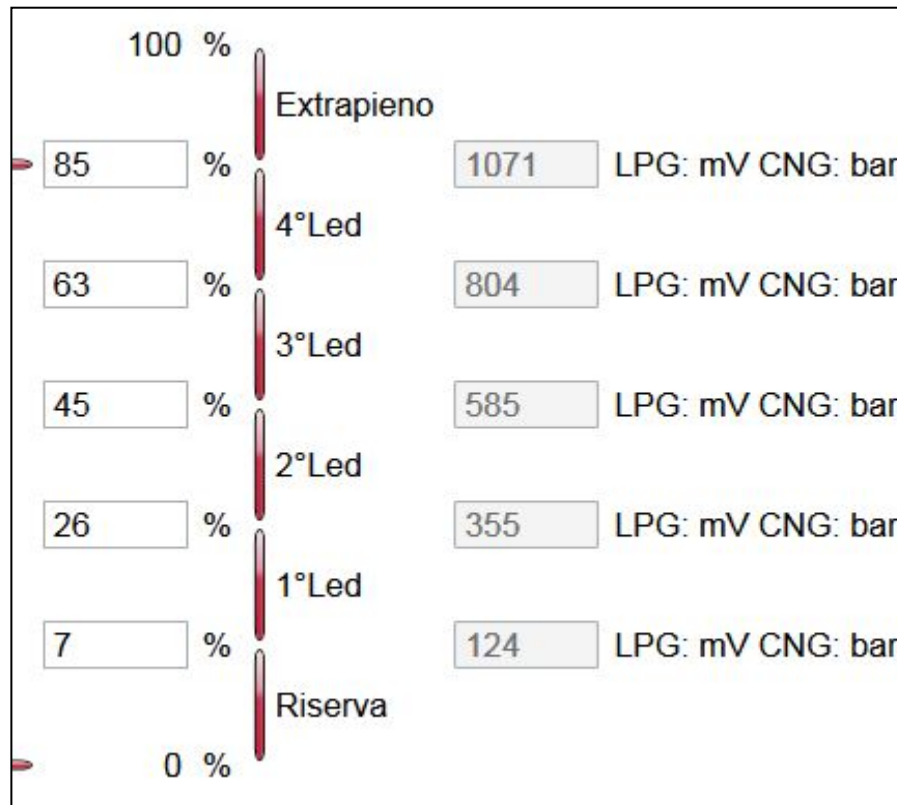 100 %
Extrapieno
85 % 1071 LPG: mV CNG: bar
4°Led
63 % 804 LPG: mV CNG: bar
3°Led
45 % 585 LPG: mV CNG: bar
2°Led
26 % 355 LPG: mV CNG: bar
1°Led
7 % 124 LPG: mV CNG: bar
Riserva
0 %